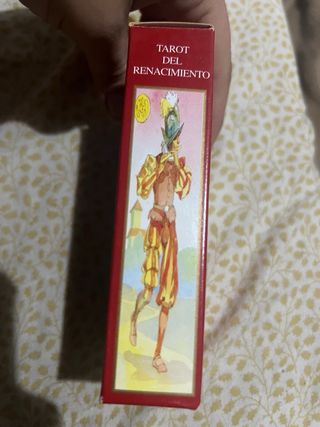 TAROT
DEL
RENACIMIENTO